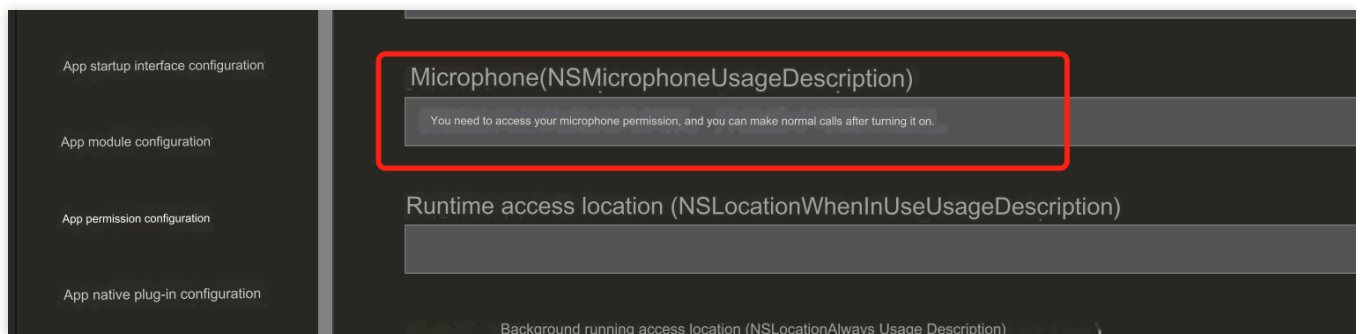 App startup interface configuration
Microphone(NSMicrophoneUsageDescription)
You need to access your microphone permission, and you can make normal calls after turning it on.
App module configuration
App permission configuration
Runtime access location (NSLocationWhenInUseUsageDescription)
App native plug-in configuration
Background running access location (NSLocationAlways Usage Description)